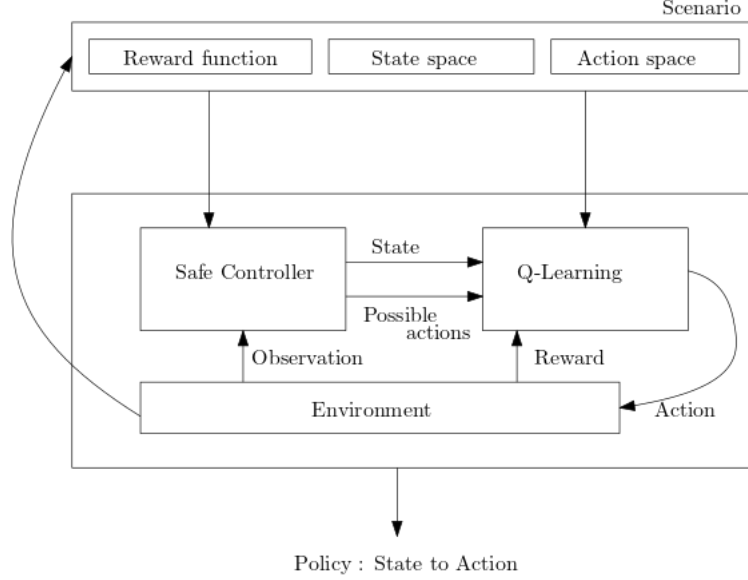 Scenario
Reward function
State space
Action space
State
Safe Controller
Q-Learning
Possible
actions
Observation
Reward
Environment
Action
Policy : State to Action